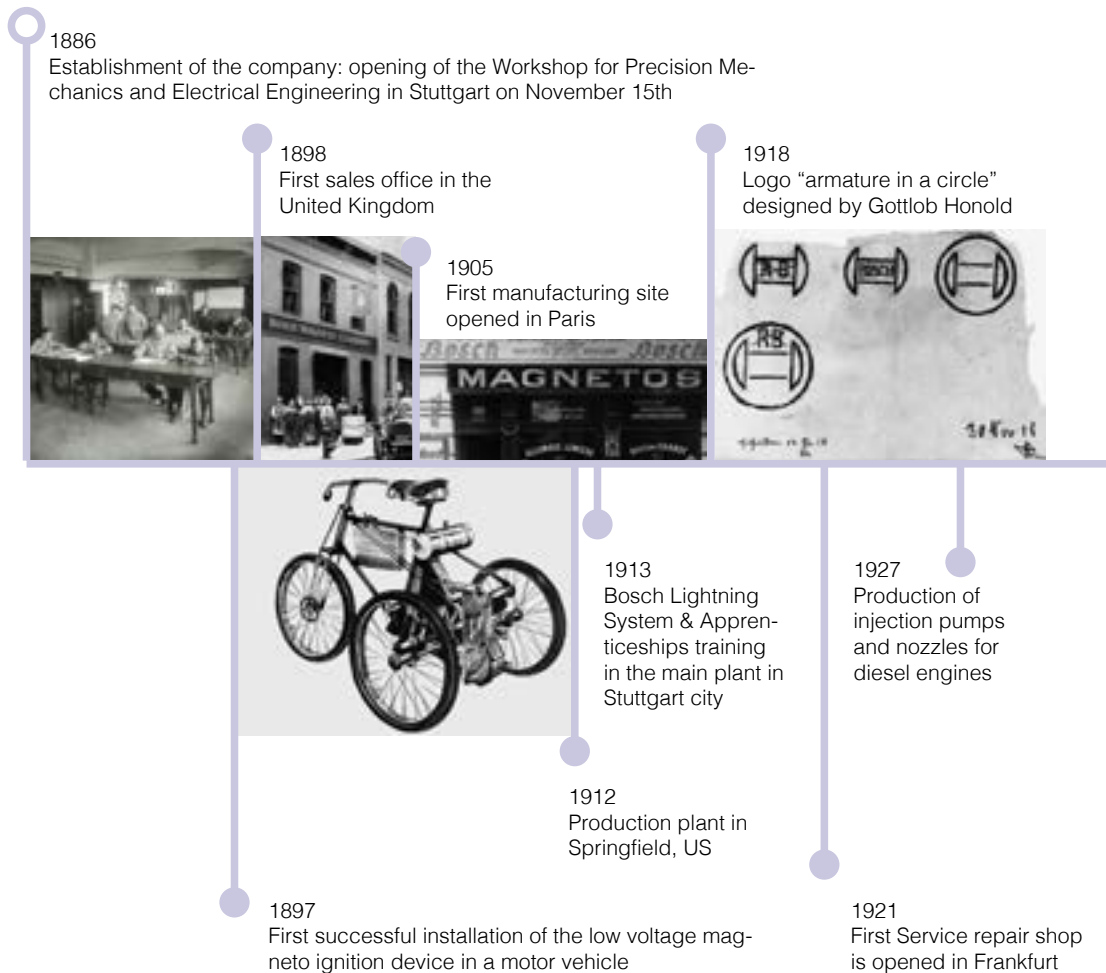 1886
Establishment of the company: opening of the Workshop for Precision Me-
chanics and Electrical Engineering in Stuttgart on November 15th
1898
First sales office in the
United Kingdom
1918
Logo “armature in a circle”
designed by Gottlob Honold
1905
First manufacturing site
opened in Paris
Bosch Bosch
MAGNETOS
R-B
BOSCH
RB
1913
Bosch Lightning
System & Appren-
ticeships training
in the main plant in
Stuttgart city
1927
Production of
injection pumps
and nozzles for
diesel engines
1912
Production plant in
Springfield, US
1897
First successful installation of the low voltage mag-
neto ignition device in a motor vehicle
1921
First Service repair shop
is opened in Frankfurt